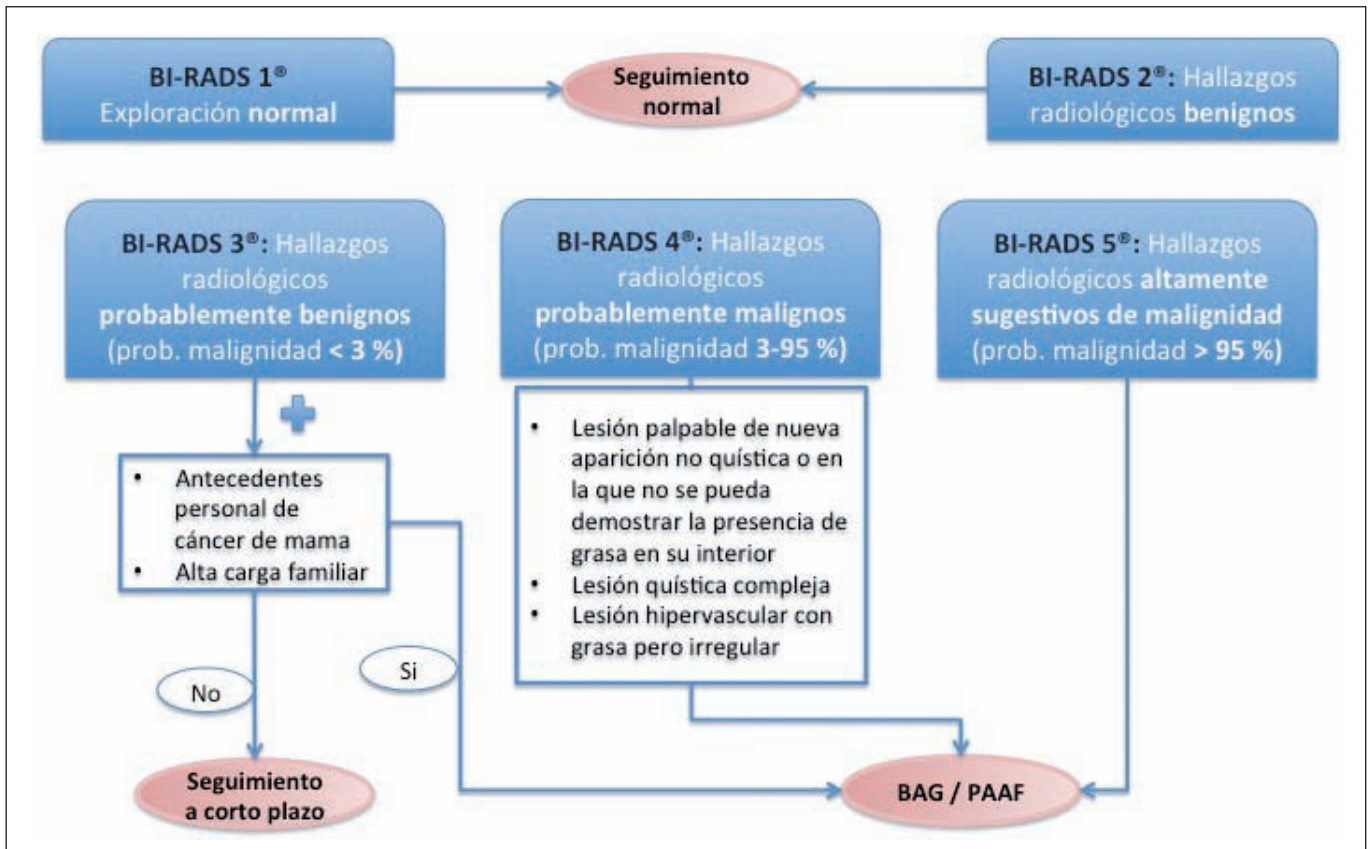 BI-RADS 1®
Exploración normal
Seguimiento
normal
BI-RADS 2®: Hallazgos
radiológicos benignos
BI-RADS 3®: Hallazgos
radiológicos
probablemente benignos
(prob. malignidad < 3 %)
BI-RADS 4®: Hallazgos
radiológicos
probablemente malignos
(prob. malignidad 3-95 %)
BI-RADS 5®: Hallazgos
radiológicos altamente
sugestivos de malignidad
(prob. malignidad > 95 %)
• Antecedentes
personal de
cáncer de mama
• Alta carga familiar
• Lesión palpable de nueva
aparición no quística o en
la que no se pueda
demostrar la presencia de
grasa en su interior
• Lesión quística compleja
• Lesión hipervascular con
grasa pero irregular
No
Si
Seguimiento
a corto plazo
BAG / PAAF